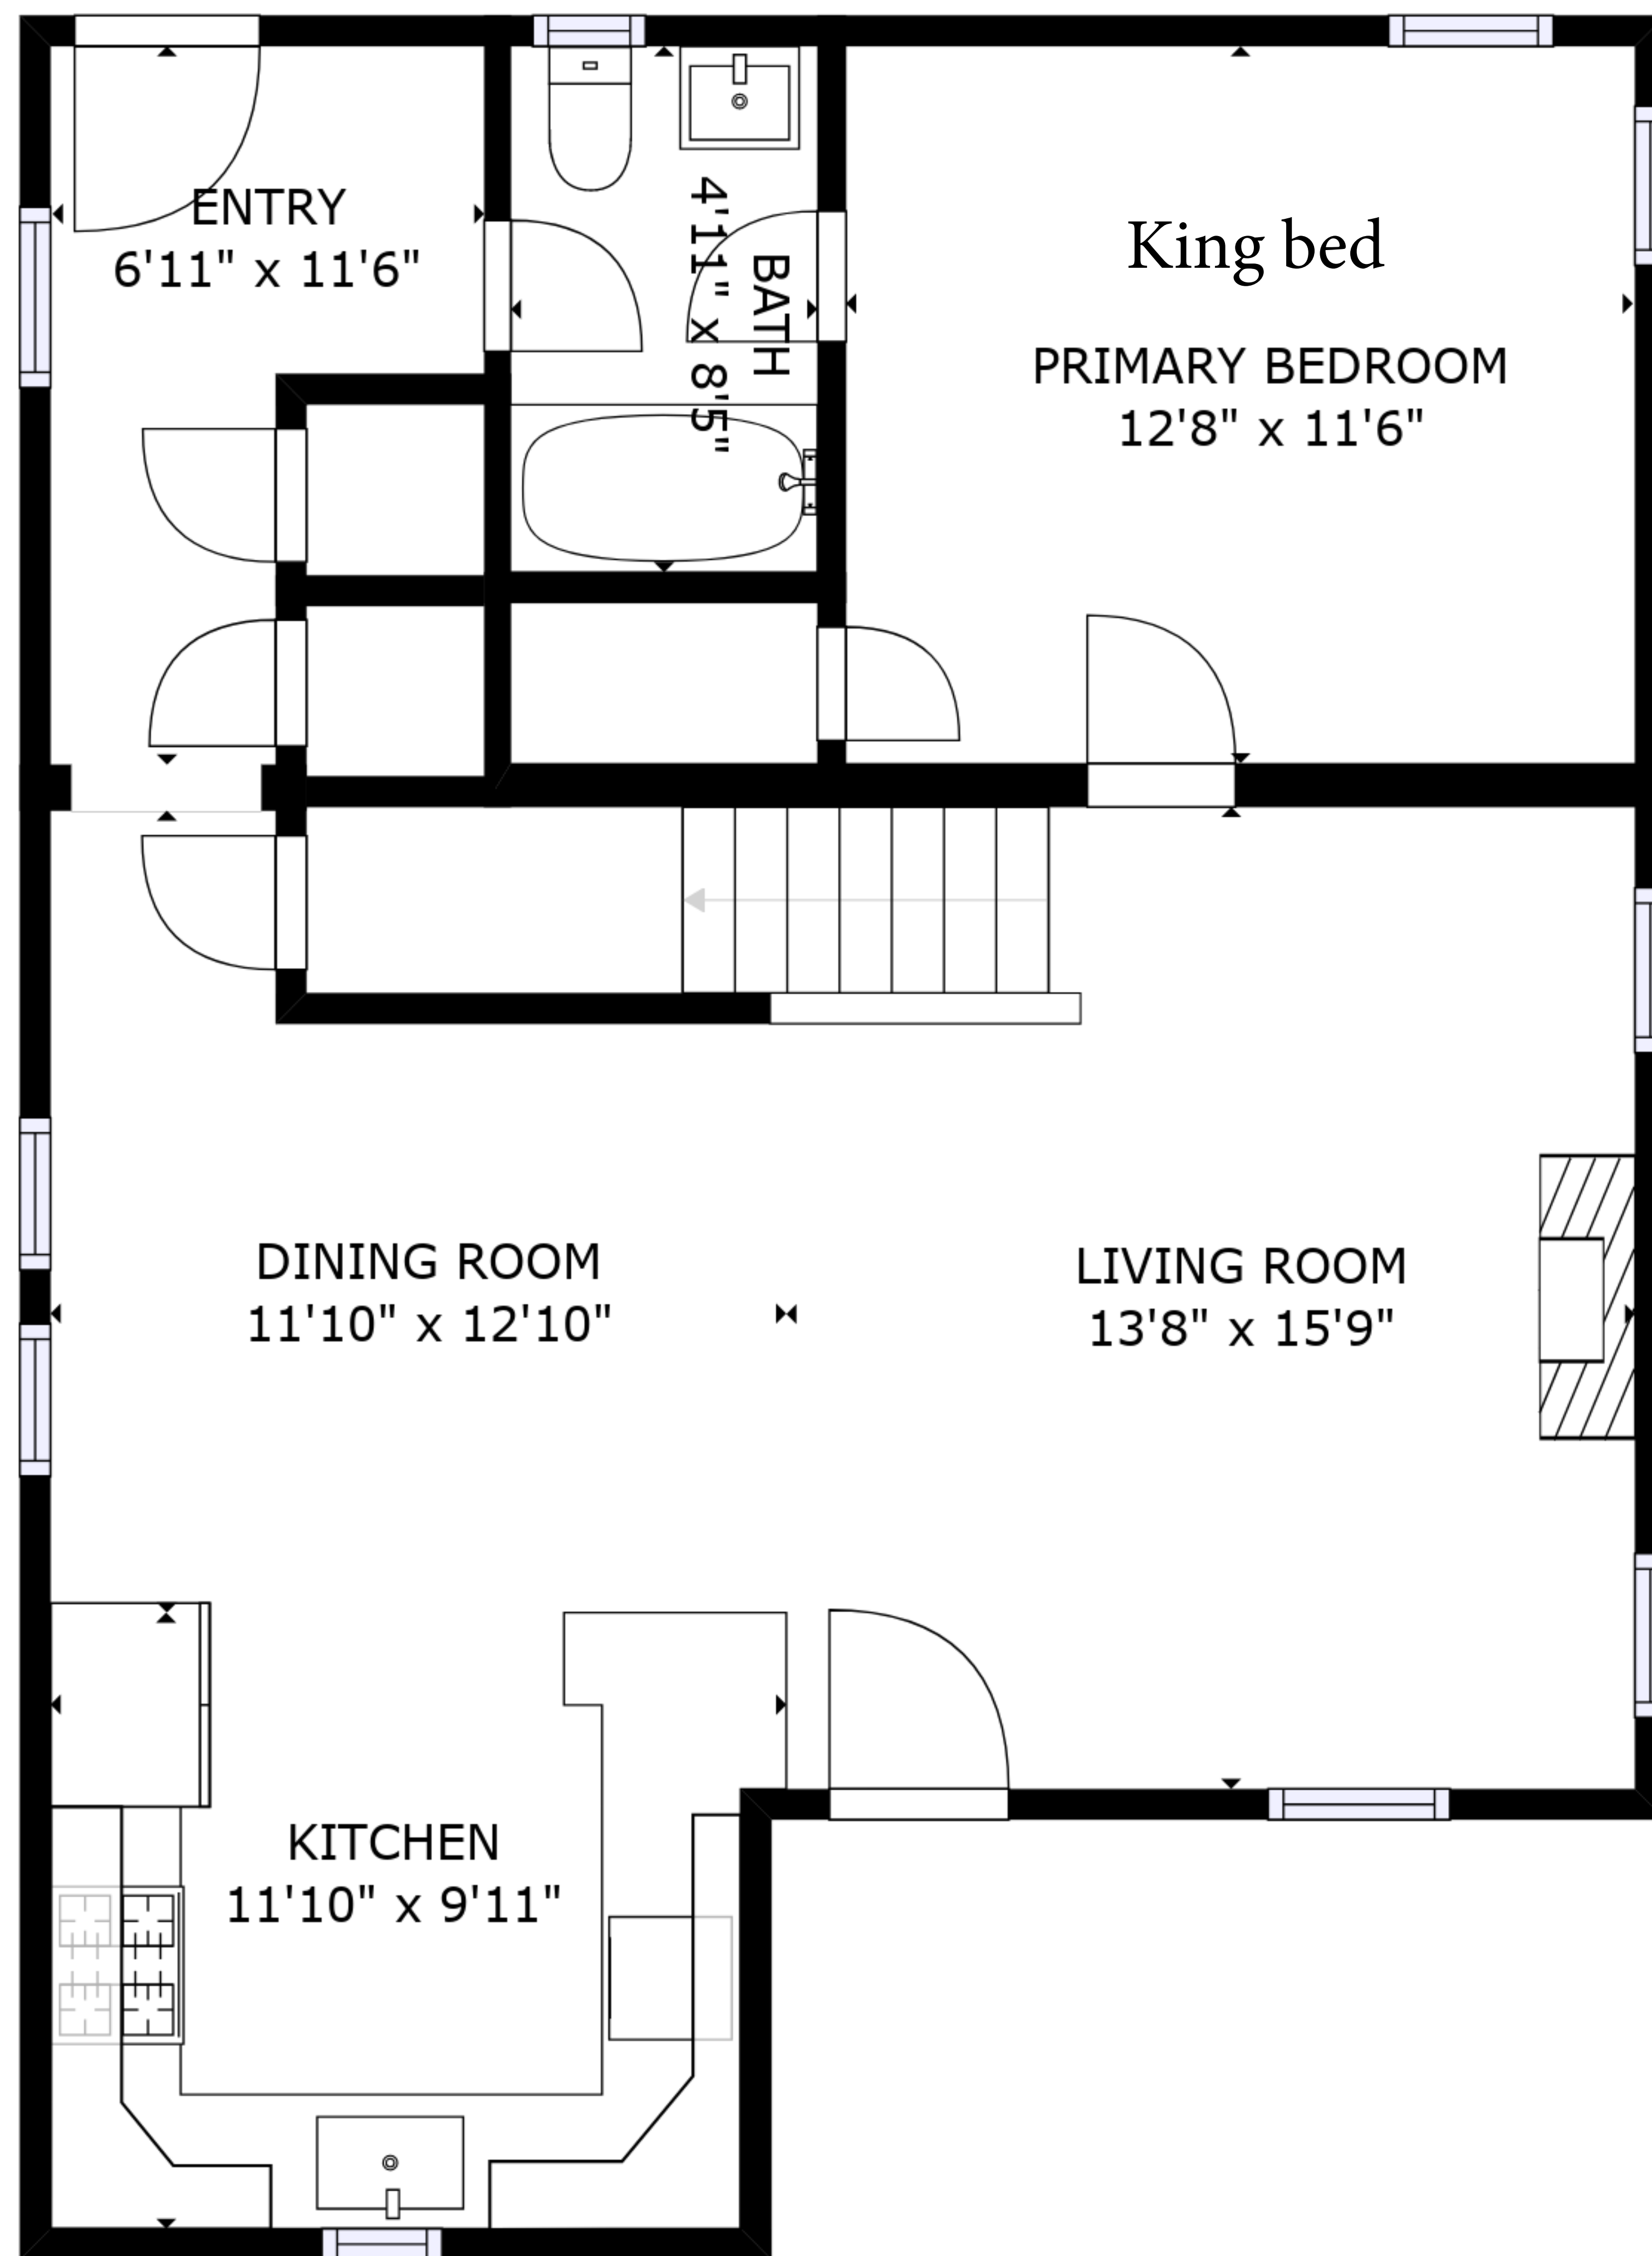 ENTRY
6'11" x 11'6"
BATH
4'11" x 8'5"
King bed
PRIMARY BEDROOM
12'8" x 11'6"
DINING ROOM
11'10" x 12'10"
LIVING ROOM
13'8" x 15'9"
KITCHEN
11'10" x 9'11"